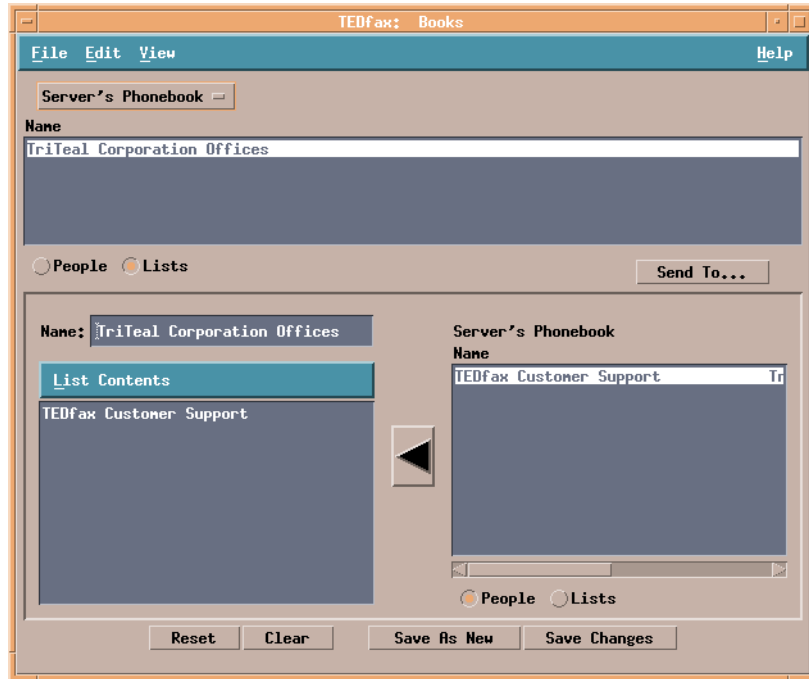 TEDfax: Books
File Edit View Help
Server's Phonebook
Name
TriTeal Corporation Offices
People Lists
Send To...
Name: TriTeal Corporation Offices
List Contents
TEDfax Customer Support
Server's Phonebook
Name
TEDfax Customer Support Tr
People Lists
Reset Clear Save As New Save Changes